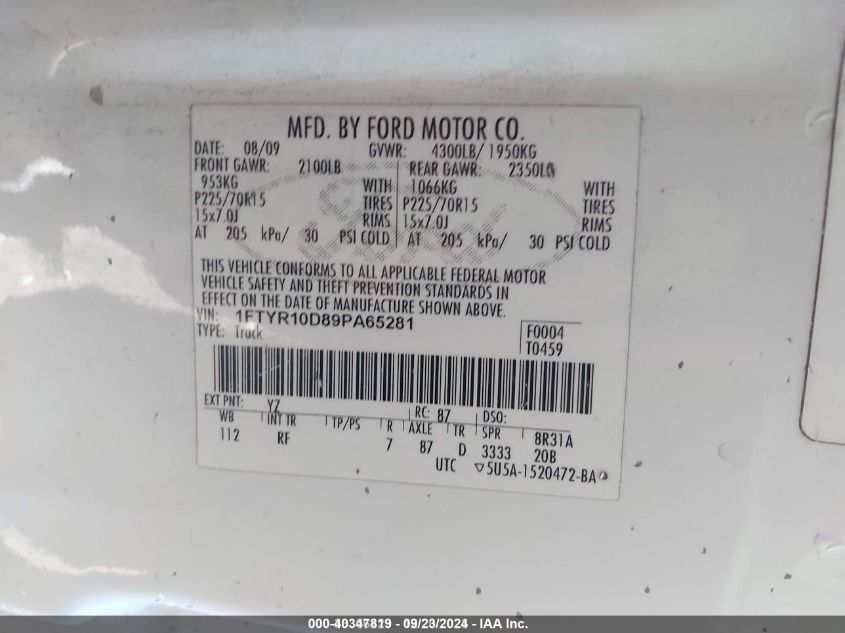 MFD. BY FORD MOTOR CO.
DATE: 08/09 GVWR: 4300LB/ 1950KG
FRONT GAWR: 2100LB REAR GAWR: 2350LB
953KG WITH 1066KG WITH
P225/70R15 TIRES P225/70R15 TIRES
15x7.0J RIMS 15x7.0J RIMS
AT 205 kPa/ 30 PSI COLD AT 205 kPa/ 30 PSI COLD
THIS VEHICLE CONFORMS TO ALL APPLICABLE FEDERAL MOTOR
VEHICLE SAFETY AND THEFT PREVENTION STANDARDS IN
EFFECT ON THE DATE OF MANUFACTURE SHOWN ABOVE.
VIN: 1FTYR10D89PA65281
TYPE: Truck
F0004
T0459
EXT PNT: YZ RC: 87 DSO:
WB INT TR TP/PS R AXLE TR SPR 8R31A
112 RF 7 87 D 3333 20B
UTC ▽5U5A-1520472-BA
000-40347819 - 09/23/2024 - IAA Inc.